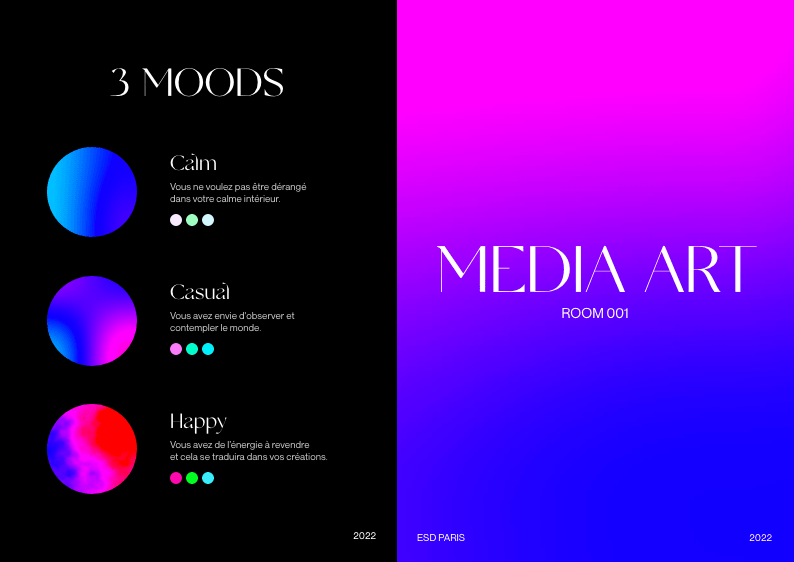 3 MOODS
Calm
Vous ne voulez pas être dérangé
dans votre calme intérieur.
Casual
Vous avez envie d'observer et
contempler le monde.
Happy
Vous avez de l'énergie à revendre
et cela se traduira dans vos créations.
2022
MEDIA ART
ROOM 001
ESD PARIS
2022